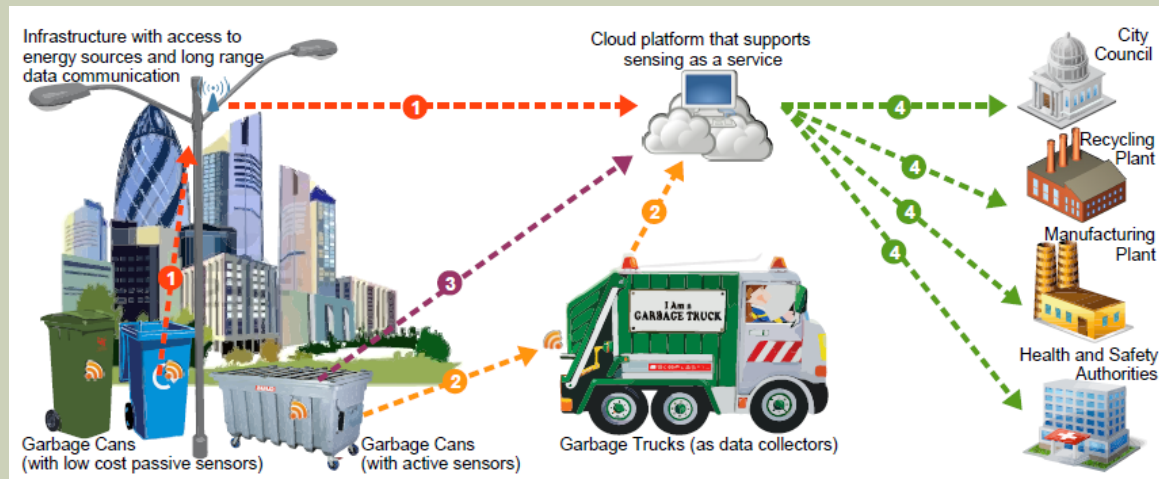 Infrastructure with access to
energy sources and long range
data communication
Cloud platform that supports
sensing as a service
City
Council
1
4
Recycling
Plant
4
2
4
Manufacturing
Plant
4
1
3
I Am a
GARBAGE TRUCK
2
Health and Safety
Authorities
Garbage Cans
(with low cost passive sensors)
Garbage Cans
(with active sensors)
Garbage Trucks (as data collectors)